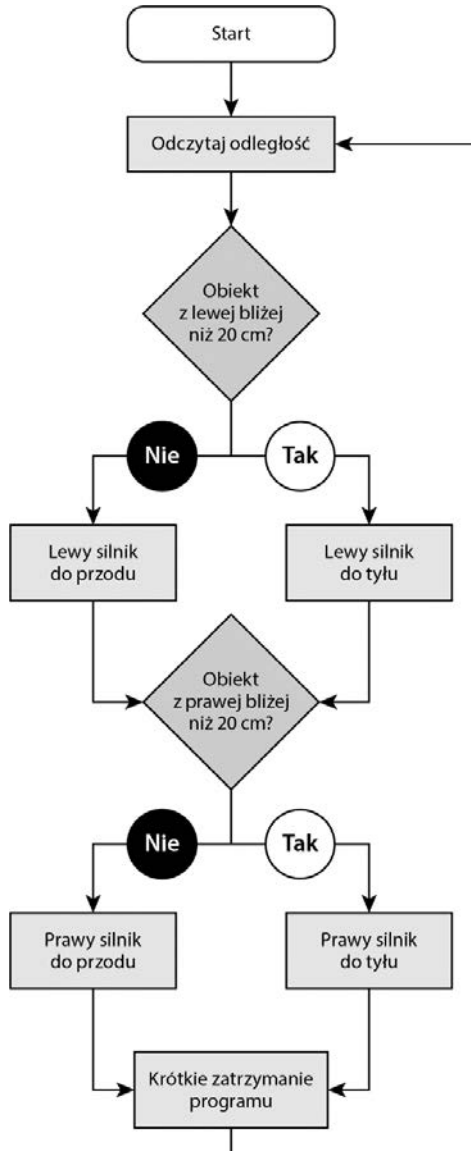 Start
Odczytaj odległość
Obiekt
z lewej bliżej
niż 20 cm?
Nie
Tak
Lewy silnik
do przodu
Lewy silnik
do tyłu
Obiekt
z prawej bliżej
niż 20 cm?
Nie
Tak
Prawy silnik
do przodu
Prawy silnik
do tyłu
Krótkie zatrzymanie
programu